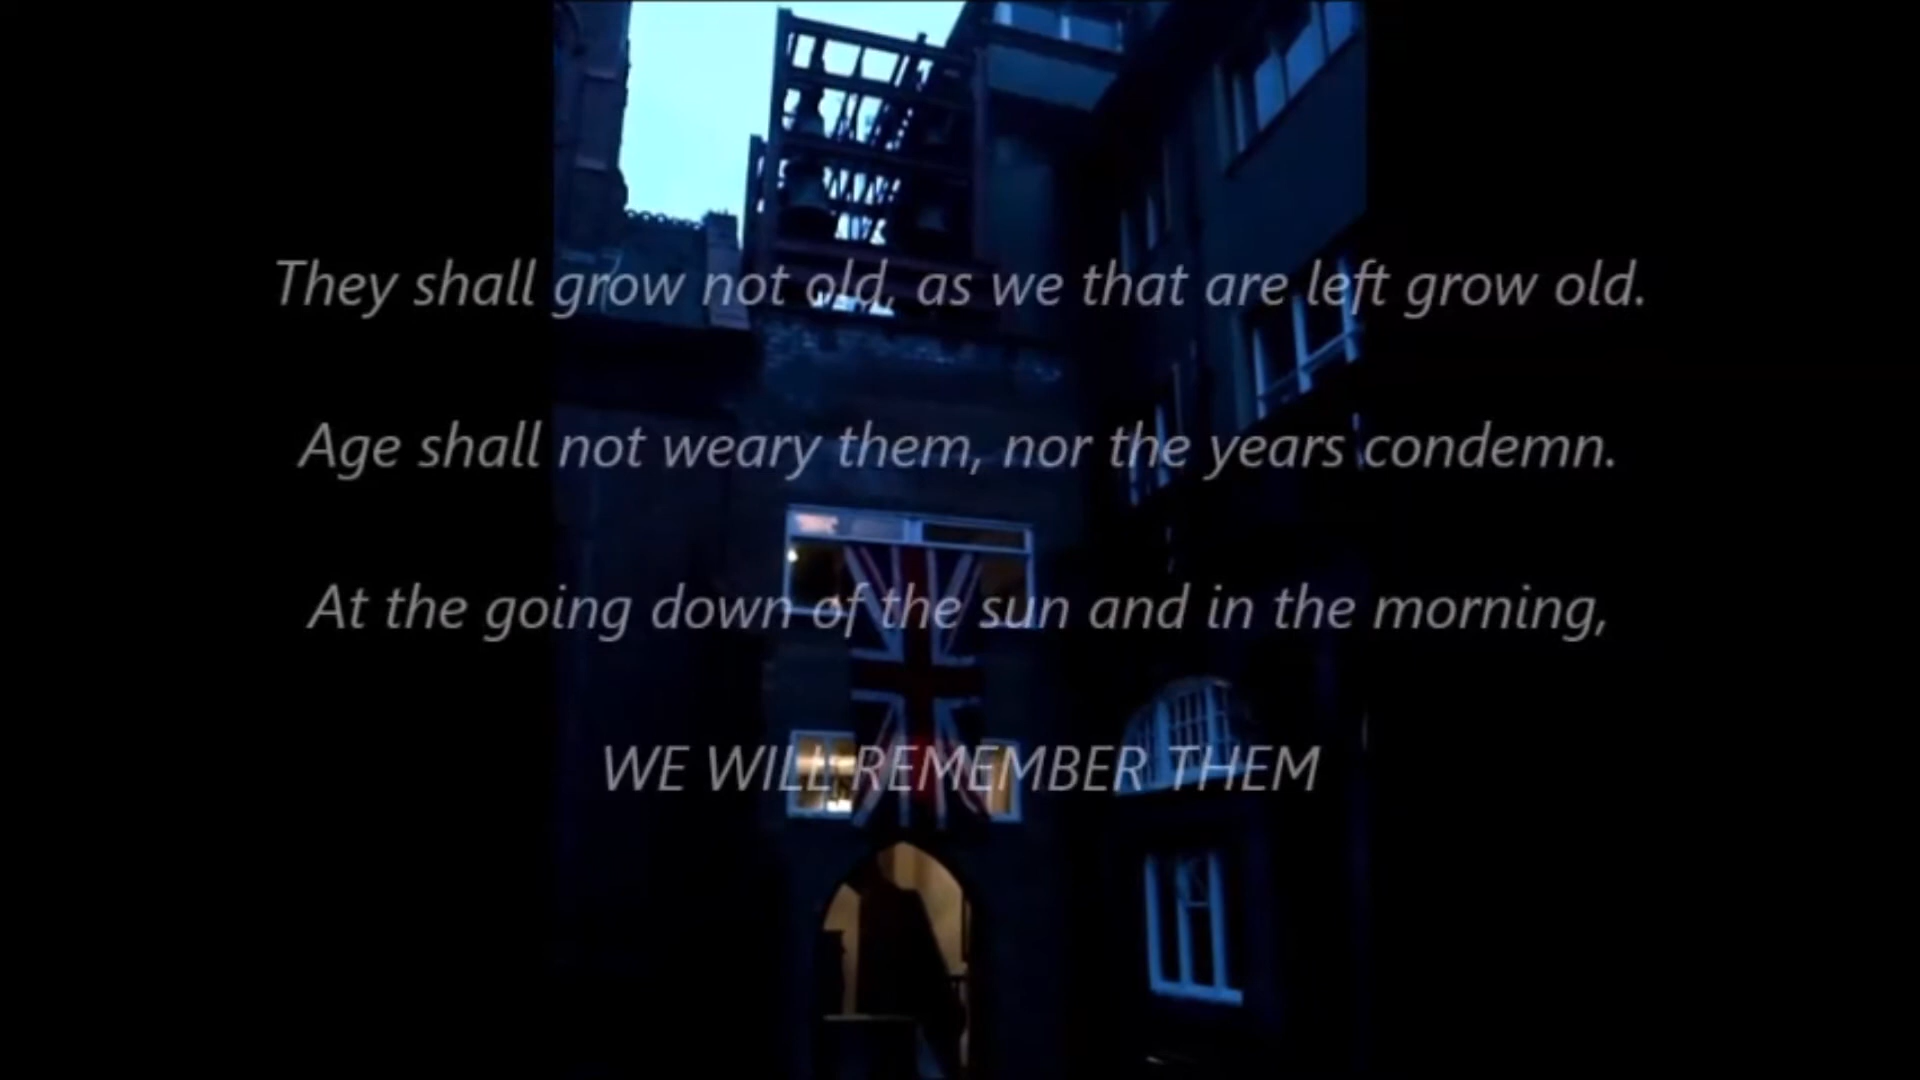 They shall grow not old, as we that are left grow old.
Age shall not weary them, nor the years condemn.
At the going down of the sun and in the morning,
WE WILL REMEMBER THEM